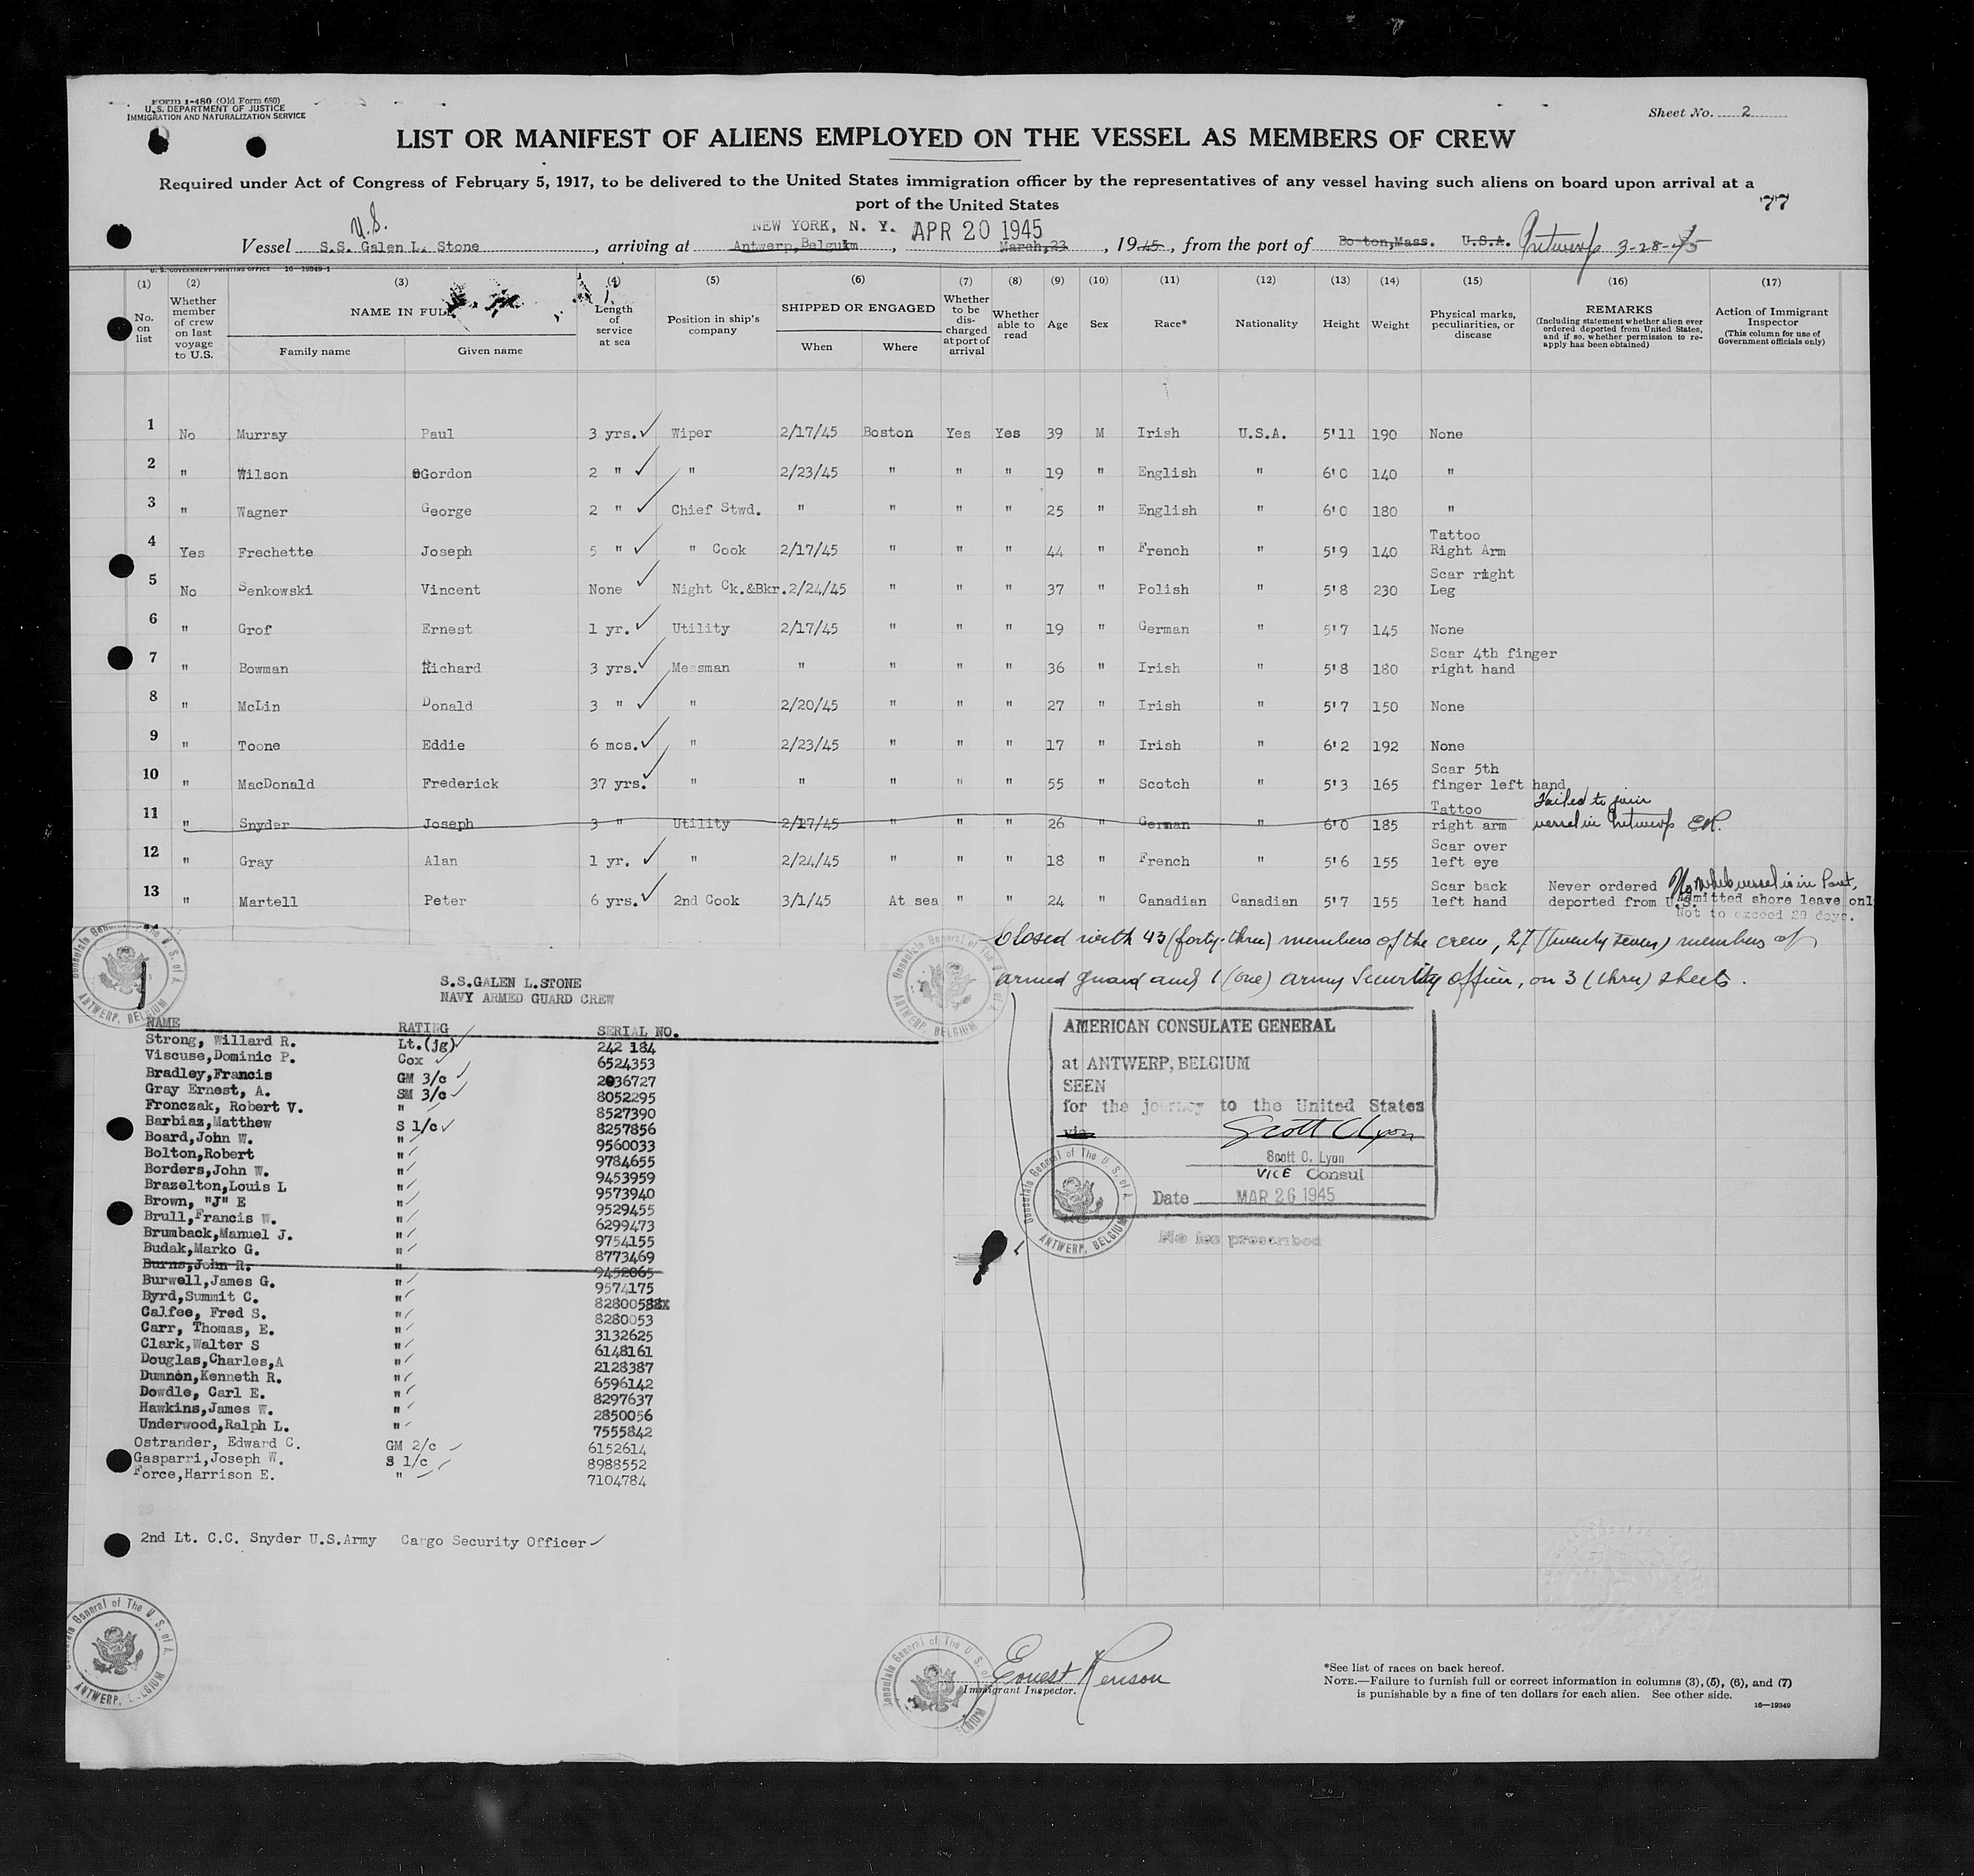 Form I-480 (Old Form 680)
U.S. DEPARTMENT OF JUSTICE
IMMIGRATION AND NATURALIZATION SERVICE
Sheet No. 2
LIST OR MANIFEST OF ALIENS EMPLOYED ON THE VESSEL AS MEMBERS OF CREW
Required under Act of Congress of February 5, 1917, to be delivered to the United States immigration officer by the representatives of any vessel having such aliens on board upon arrival at a
port of the United States
77
U.S.
NEW YORK, N. Y. APR 20 1945
Vessel S.S. Galen L. Stone, arriving at Antwerp, Belguim, March, 23, 1945, from the port of Boston, Mass. U.S.A. Antwerp 3-28-45
U. S. GOVERNMENT PRINTING OFFICE 16—19349-1
(1) (2) (3) (4) (5) (6) (7) (8) (9) (10) (11) (12) (13) (14) (15) (16) (17)
No. on list
Whether member of crew on last voyage to U.S.
NAME IN FULL
Family name
Given name
Length of service at sea
Position in ship's company
SHIPPED OR ENGAGED
When
Where
Whether to be discharged at port of arrival
Whether able to read
Age
Sex
Race*
Nationality
Height
Weight
Physical marks, peculiarities, or disease
REMARKS
(Including statement whether alien ever ordered deported from United States, and if so, whether permission to re-apply has been obtained)
Action of Immigrant Inspector
(This column for use of Government officials only)
1 No Murray Paul 3 yrs. Wiper 2/17/45 Boston Yes Yes 39 M Irish U.S.A. 5'11 190 None
2 " Wilson Gordon 2 " " 2/23/45 " " " 19 " English " 6'0 140 "
3 " Wagner George 2 " Chief Stwd. " " " " 25 " English " 6'0 180 "
4 Yes Frechette Joseph 5 " " Cook 2/17/45 " " " 44 " French " 5'9 140 Tattoo Right Arm
5 No Senkowski Vincent None Night Ck.&Bkr. 2/24/45 " " " 37 " Polish " 5'8 230 Scar right Leg
6 " Grof Ernest 1 yr. Utility 2/17/45 " " " 19 " German " 5'7 145 None
7 " Bowman Richard 3 yrs. Messman " " " " 36 " Irish " 5'8 180 Scar 4th finger right hand
8 " McLin Donald 3 " " 2/20/45 " " " 27 " Irish " 5'7 150 None
9 " Toone Eddie 6 mos. " 2/23/45 " " " 17 " Irish " 6'2 192 None
10 " MacDonald Frederick 37 yrs. " " " " " 55 " Scotch " 5'3 165 Scar 5th finger left hand
11 " Snyder Joseph 3 " Utility 2/17/45 " " " 26 " German " 6'0 185 Tattoo right arm Failed to join vessel in Antwerp ER.
12 " Gray Alan 1 yr. " 2/24/45 " " " 18 " French " 5'6 155 Scar over left eye
13 " Martell Peter 6 yrs. 2nd Cook 3/1/45 At sea " " 24 " Canadian Canadian 5'7 155 Scar back left hand Never ordered deported from U.S. while vessel is in Port, Admitted shore leave onl Not to exceed 29 days.
Closed with 43 (forty-three) members of the crew, 27 (twenty seven) members of
armed guard and 1 (one) army Security officer, on 3 (three) sheets.
S.S.GALEN L.STONE
NAVY ARMED GUARD CREW
NAME RATING SERIAL NO.
Strong, Willard R. Lt.(jg) 242 184
Viscuse,Dominic P. Cox 6524353
Bradley,Francis GM 3/c 2036727
Gray Ernest, A. SM 3/c 8052295
Fronczak, Robert V. " 8527390
Barbiaz,Matthew S 1/c 8257856
Board,John W. " 9560033
Bolton,Robert " 9784655
Borders,John W. " 9453959
Brazelton,Louis L " 9573940
Brown, "J" E " 9529455
Brull,Francis W. " 6299473
Brumback,Manuel J. " 9754155
Budak,Marko G. " 8773469
Burns,John R. " 9452865
Burwell,James G. " 9574175
Byrd,Summit C. " 8280058
Calfee, Fred S. " 8280053
Carr, Thomas, E. " 3132625
Clark,Walter S " 6148161
Douglas,Charles,A " 2128387
Dumnon,Kenneth R. " 6596142
Dowdle, Carl E. " 8297637
Hawkins,James W. " 2850056
Underwood,Ralph L. " 7555842
Ostrander, Edward C. GM 2/c 6152614
Gasparri,Joseph W. S 1/c 8988552
Force,Harrison E. " 7104784
2nd Lt. C.C. Snyder U.S.Army Cargo Security Officer
AMERICAN CONSULATE GENERAL
at ANTWERP, BELGIUM
SEEN
for the journey to the United States
via
Scott O Lyon
Scott O. Lyon
VICE Consul
Date MAR 26 1945
No fee prescribed
Consulate General of The U. S. of A.
ANTWERP, BELGIUM
Ernest Renson
Immigrant Inspector.
*See list of races on back hereof.
NOTE.—Failure to furnish full or correct information in columns (3), (5), (6), and (7)
is punishable by a fine of ten dollars for each alien. See other side.
16—19349